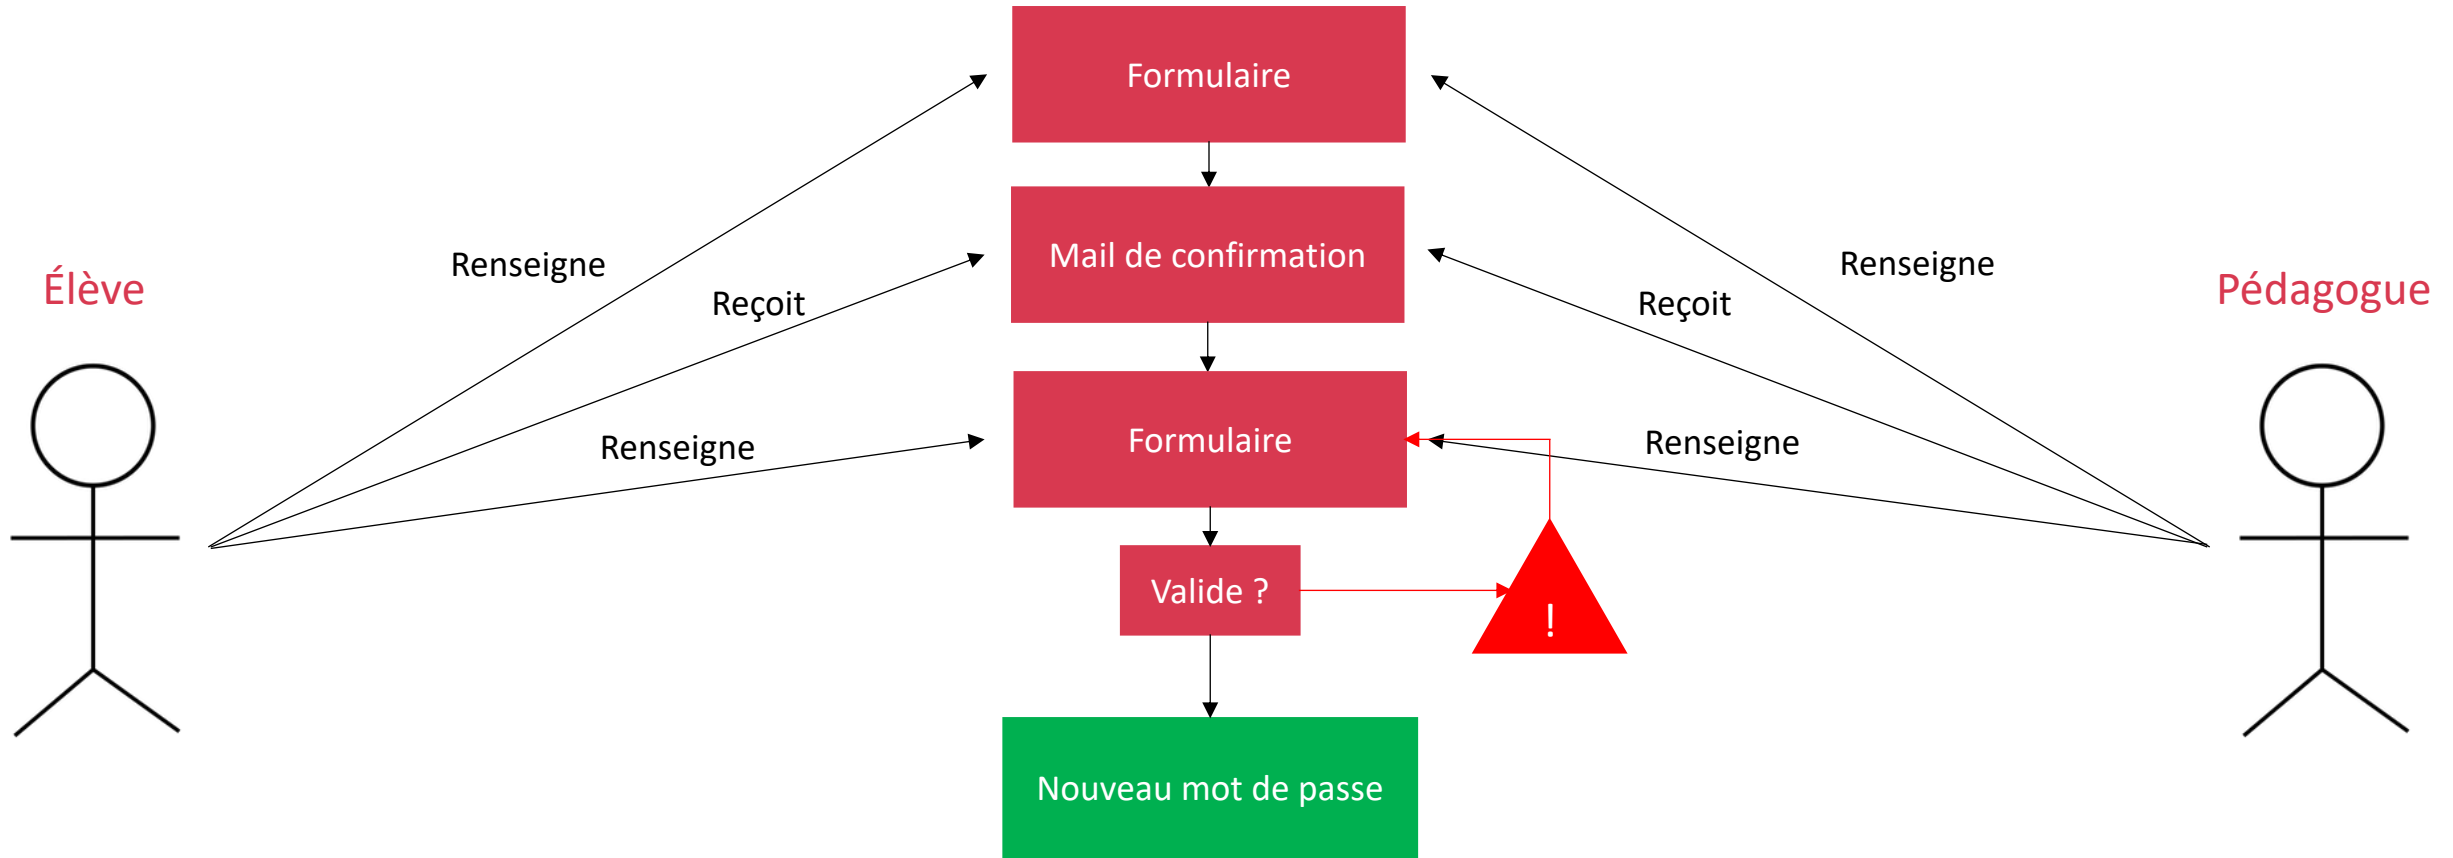 Formulaire
Mail de confirmation
Renseigne
Renseigne
Élève
Pédagogue
Reçoit
Reçoit
Formulaire
Renseigne
Renseigne
Valide ?
!
Nouveau mot de passe